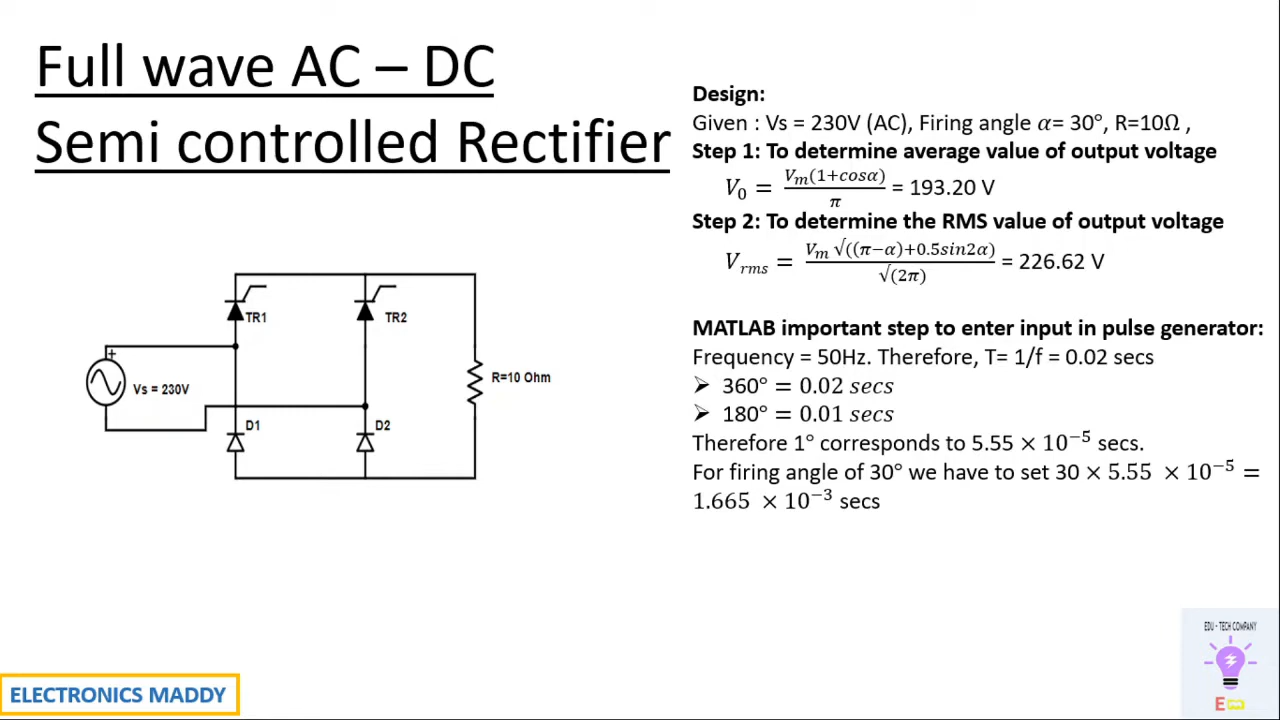 Full wave AC – DC
Semi controlled Rectifier
Design:
Given : Vs = 230V (AC), Firing angle 𝛼= 30°, R=10Ω ,
Step 1: To determine average value of output voltage
V₀ = Vₘ(1+cosα)/π = 193.20 V
Step 2: To determine the RMS value of output voltage
Vᵣₘₛ = Vₘ √((π−α)+0.5sin2α)/√(2π) = 226.62 V
MATLAB important step to enter input in pulse generator:
Frequency = 50Hz. Therefore, T= 1/f = 0.02 secs
➢ 360° = 0.02 secs
➢ 180° = 0.01 secs
Therefore 1° corresponds to 5.55 × 10⁻⁵ secs.
For firing angle of 30° we have to set 30 × 5.55 × 10⁻⁵ =
1.665 × 10⁻³ secs
TR1
TR2
+
Vs = 230V
R=10 Ohm
D1
D2
ELECTRONICS MADDY
EDU - TECH COMPANY
Em